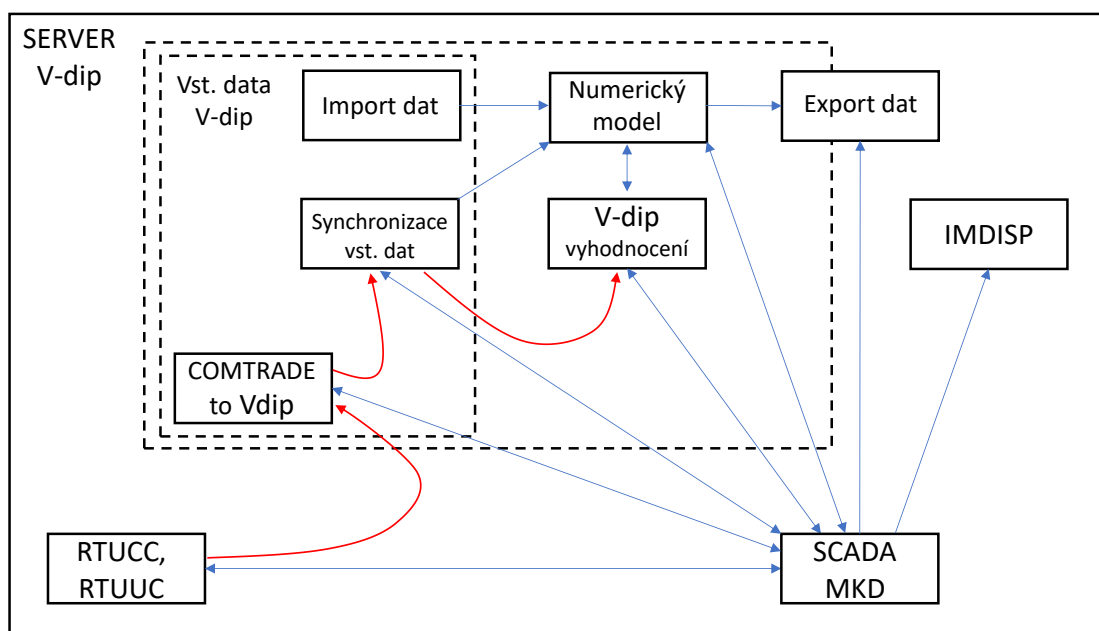 SERVER
V-dip
Vst. data
V-dip
Import dat
Numerický
model
Export dat
Synchronizace
vst. dat
V-dip
vyhodnocení
IMDISP
COMTRADE
to Vdip
RTUCC,
RTUUC
SCADA
MKD